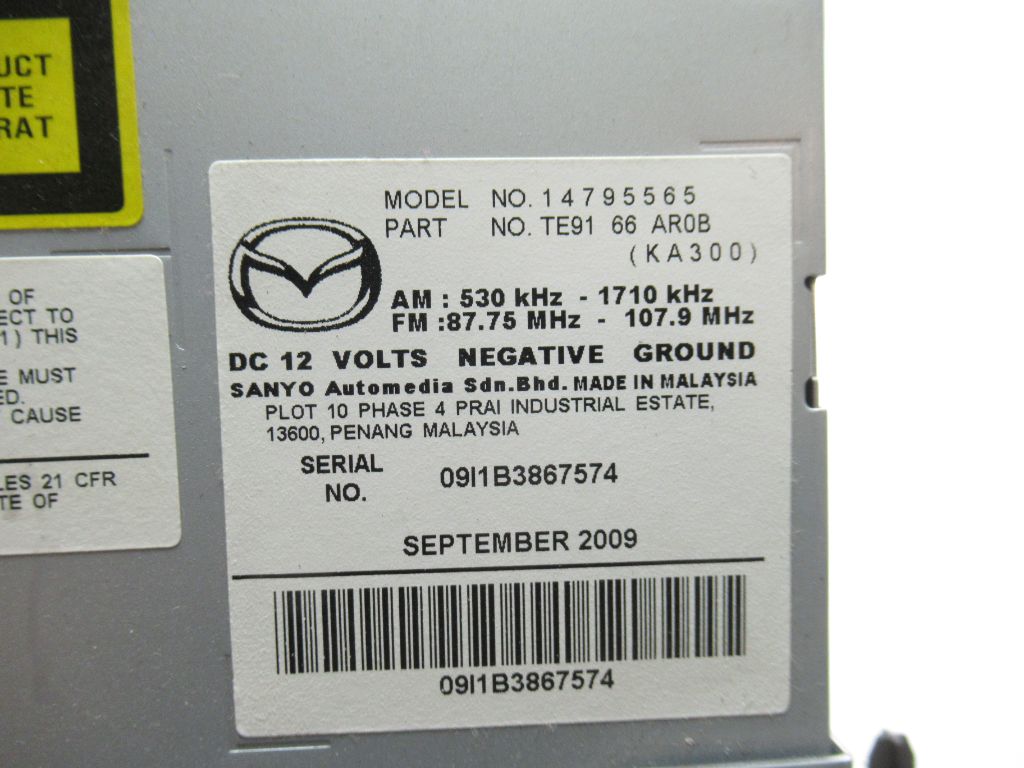 UCT
TE
RAT
OF
ECT TO
1) THIS
E MUST
ED.
CAUSE
LES 21 CFR
TE OF
MODEL NO. 14795565
PART NO. TE91 66 AR0B
(KA300)
AM : 530 kHz - 1710 kHz
FM :87.75 MHz - 107.9 MHz
DC 12 VOLTS NEGATIVE GROUND
SANYO Automedia Sdn.Bhd. MADE IN MALAYSIA
PLOT 10 PHASE 4 PRAI INDUSTRIAL ESTATE,
13600, PENANG MALAYSIA
SERIAL
NO. 09I1B3867574
SEPTEMBER 2009
09I1B3867574